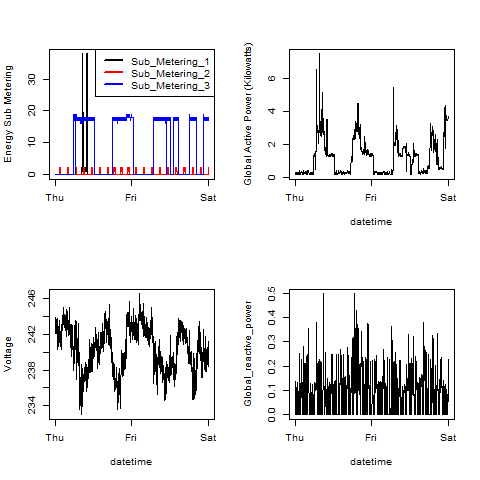 Energy Sub Metering
0 10 20 30
Sub_Metering_1
Sub_Metering_2
Sub_Metering_3
Thu Fri Sat
Global Active Power (Kilowatts)
0 2 4 6
Thu Fri Sat
datetime
Voltage
234 238 242 246
Thu Fri Sat
datetime
Global_reactive_power
0.0 0.1 0.2 0.3 0.4 0.5
Thu Fri Sat
datetime